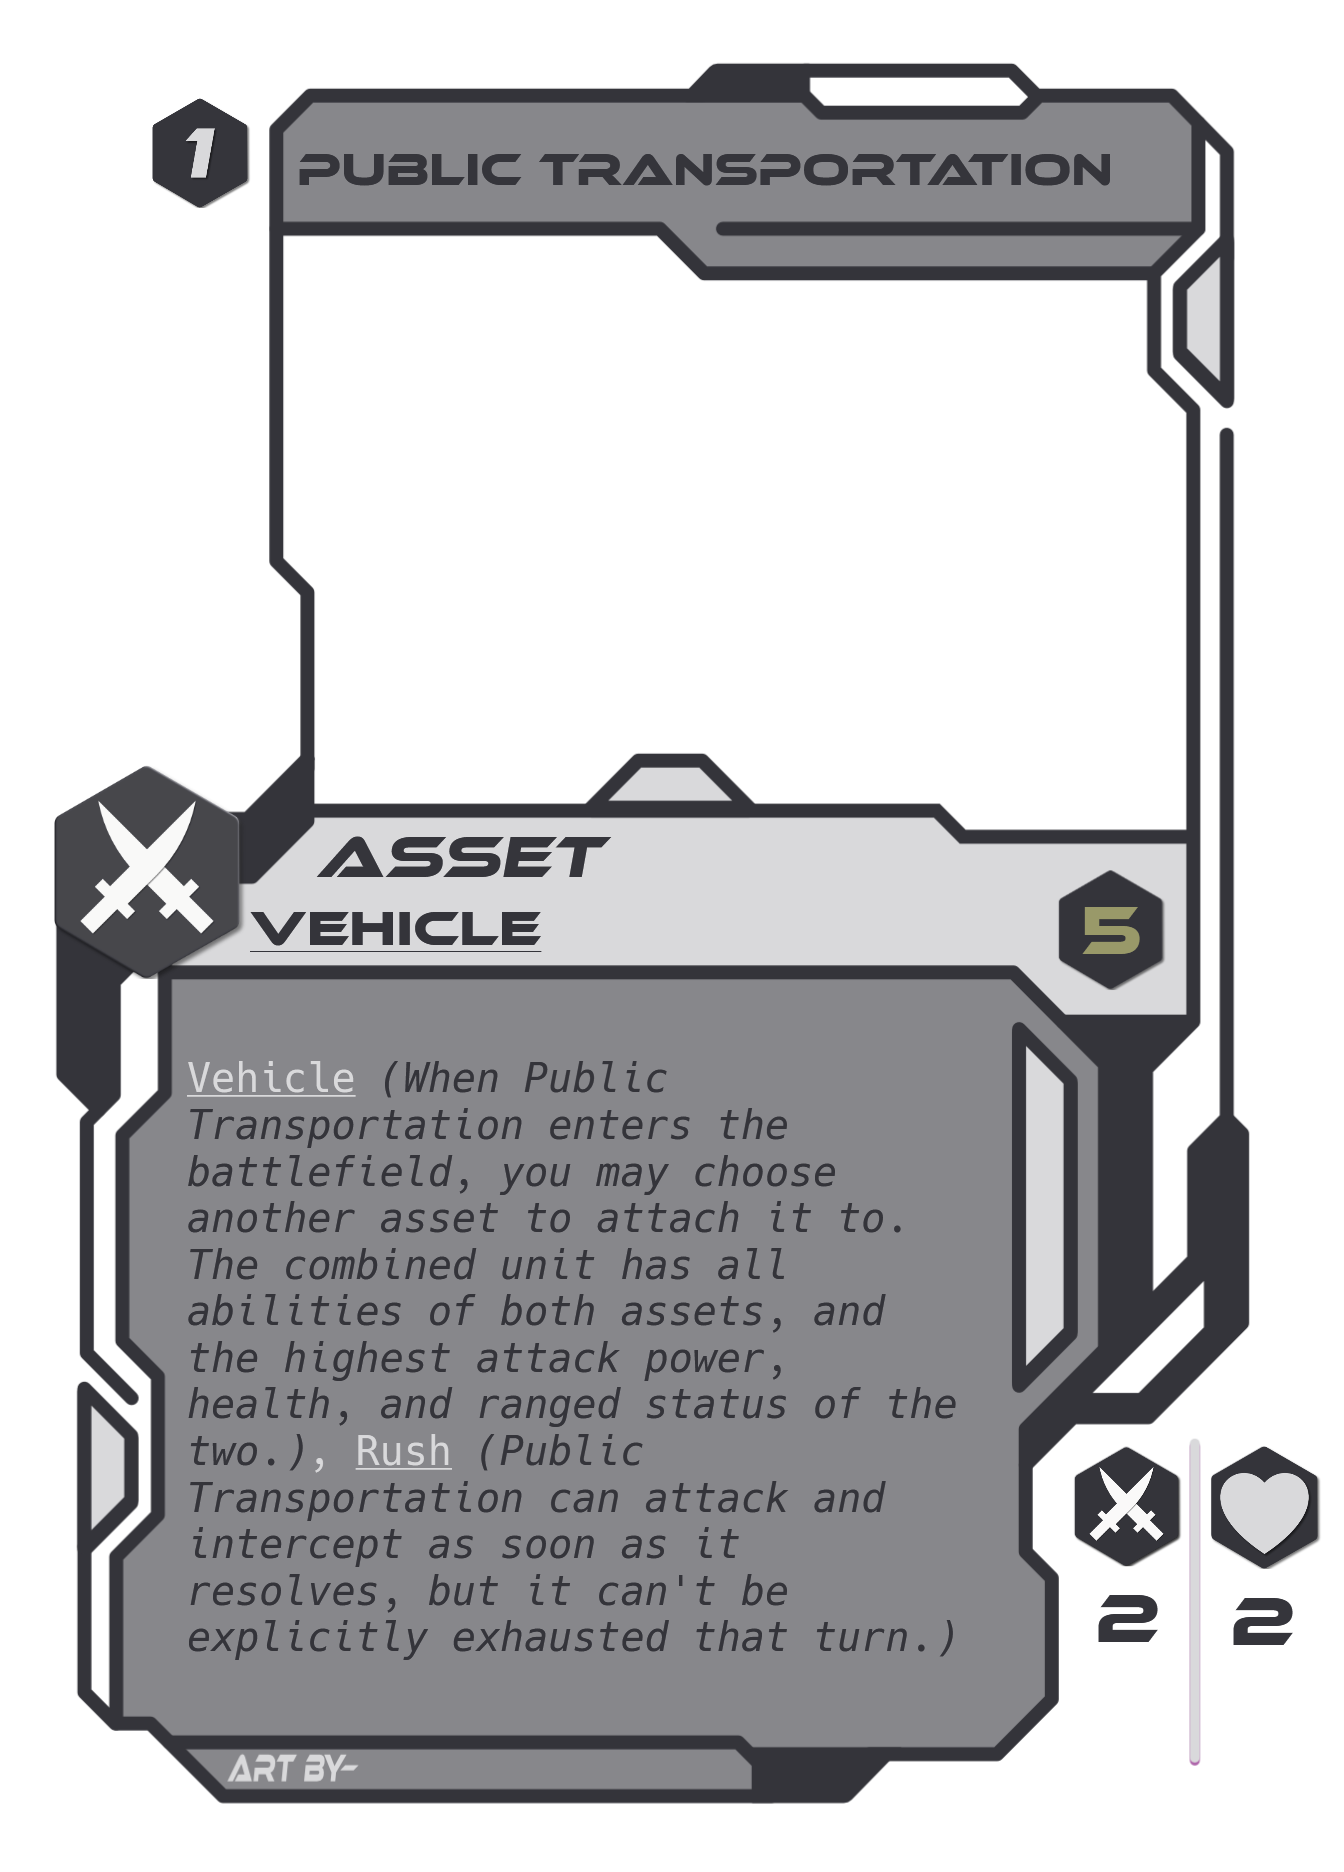 1
PUBLIC TRANSPORTATION
ASSET
VEHICLE
5
Vehicle (When Public
Transportation enters the
battlefield, you may choose
another asset to attach it to.
The combined unit has all
abilities of both assets, and
the highest attack power,
health, and ranged status of the
two.), Rush (Public
Transportation can attack and
intercept as soon as it
resolves, but it can't be
explicitly exhausted that turn.)
2
2
ART BY-